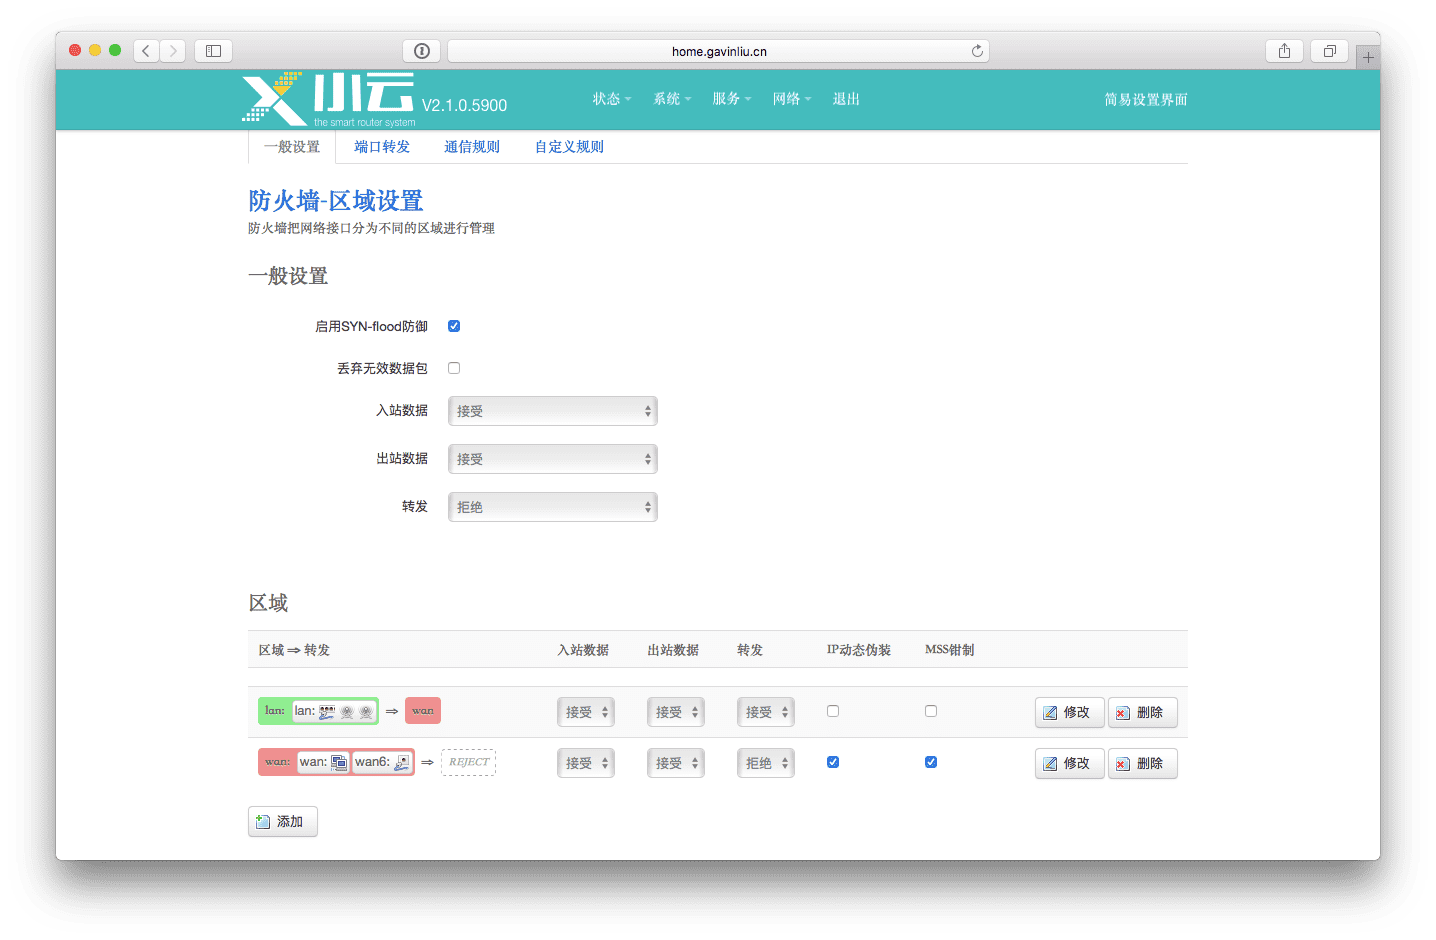 home.gavinliu.cn
小云 V2.1.0.5900
the smart router system
状态 系统 服务 网络 退出 简易设置界面
一般设置 端口转发 通信规则 自定义规则
防火墙-区域设置
防火墙把网络接口分为不同的区域进行管理
一般设置
启用SYN-flood防御
丢弃无效数据包
入站数据 接受
出站数据 接受
转发 拒绝
区域
区域 ⇒ 转发 入站数据 出站数据 转发 IP动态伪装 MSS钳制
lan: lan: ⇒ wan 接受 接受 接受 修改 删除
wan: wan: wan6: ⇒ REJECT 接受 接受 拒绝 修改 删除
添加